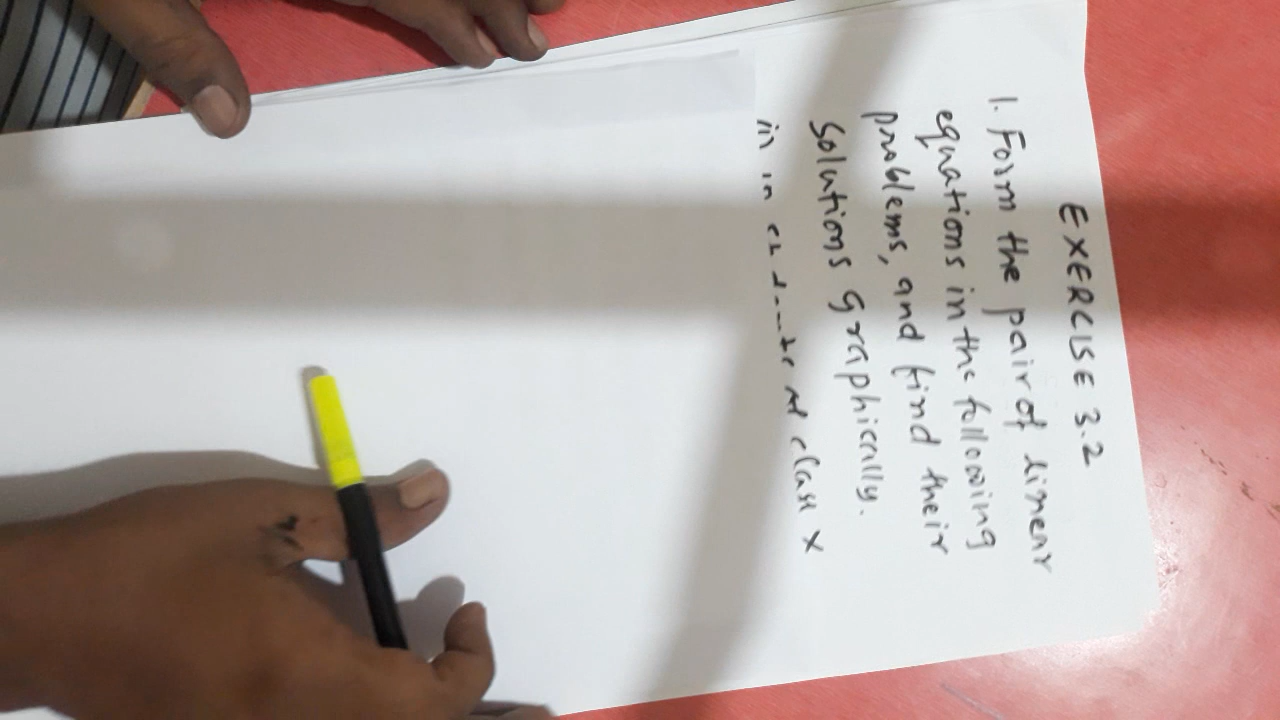 EXERCISE 3.2
1. Form the pair of linear
equations in the following
problems, and find their
solutions graphically.
class X